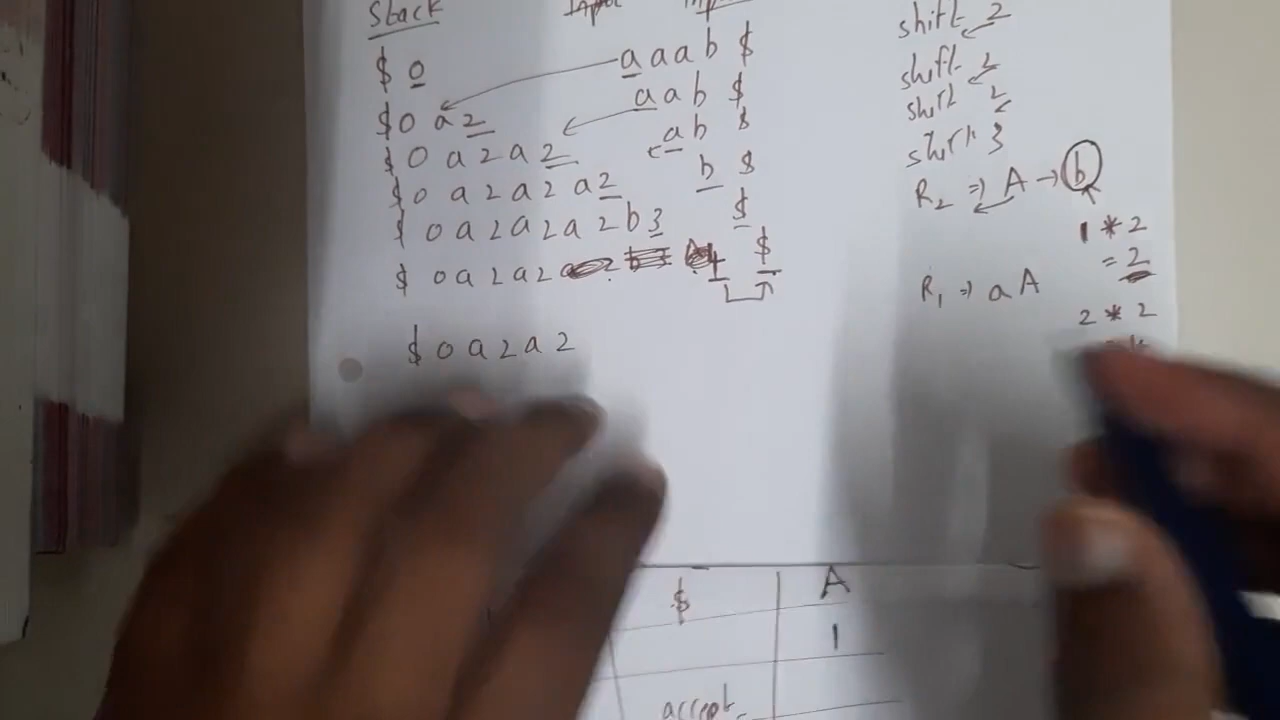 Stack Input
$ 0 a a a b $ shift 2
$ 0 a 2 a a b $ shift 2
$ 0 a 2 a 2 a b $ shift 2
$ 0 a 2 a 2 a 2 b $ shift 3
$ 0 a 2 a 2 a 2 b 3 $ R2 => A → b
1 * 2
= 2
$ 0 a 2 a 2 $
R1 => a A
2 * 2
$ 0 a 2 a 2
$ A
1
accept